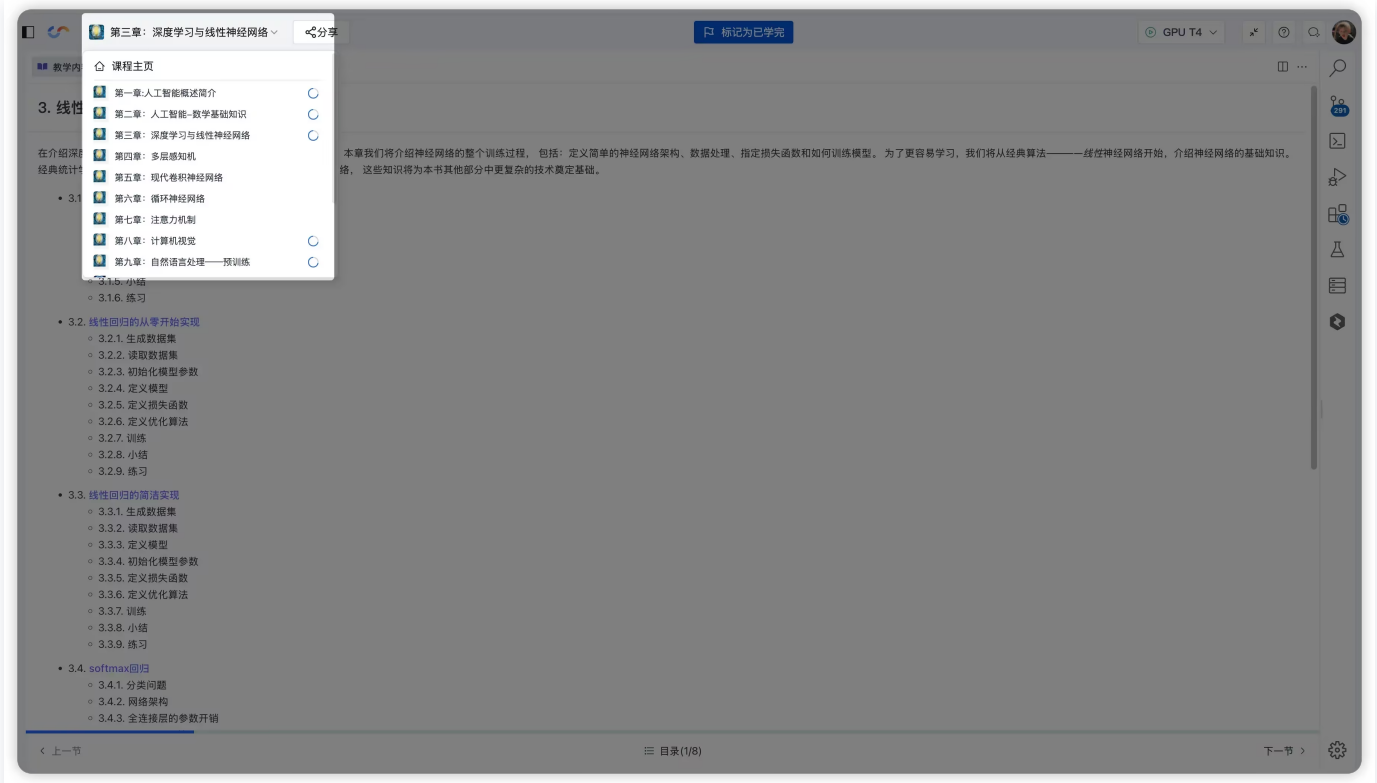 第三章：深度学习与线性神经网络
分享
标记为已学完
GPU T4
教学内
课程主页
第一章:人工智能概述简介
第二章：人工智能-数学基础知识
第三章：深度学习与线性神经网络
第四章：多层感知机
第五章：现代卷积神经网络
第六章：循环神经网络
第七章：注意力机制
第八章：计算机视觉
第九章：自然语言处理——预训练
291
3. 线性
在介绍深度 本章我们将介绍神经网络的整个训练过程， 包括：定义简单的神经网络架构、数据处理、指定损失函数和如何训练模型。 为了更容易学习，我们将从经典算法————线性神经网络开始，介绍神经网络的基础知识。
经典统计学 络， 这些知识将为本书其他部分中更复杂的技术奠定基础。
3.1
3.1.5. 小结
3.1.6. 练习
3.2. 线性回归的从零开始实现
3.2.1. 生成数据集
3.2.2. 读取数据集
3.2.3. 初始化模型参数
3.2.4. 定义模型
3.2.5. 定义损失函数
3.2.6. 定义优化算法
3.2.7. 训练
3.2.8. 小结
3.2.9. 练习
3.3. 线性回归的简洁实现
3.3.1. 生成数据集
3.3.2. 读取数据集
3.3.3. 定义模型
3.3.4. 初始化模型参数
3.3.5. 定义损失函数
3.3.6. 定义优化算法
3.3.7. 训练
3.3.8. 小结
3.3.9. 练习
3.4. softmax回归
3.4.1. 分类问题
3.4.2. 网络架构
3.4.3. 全连接层的参数开销
上一节
目录(1/8)
下一节